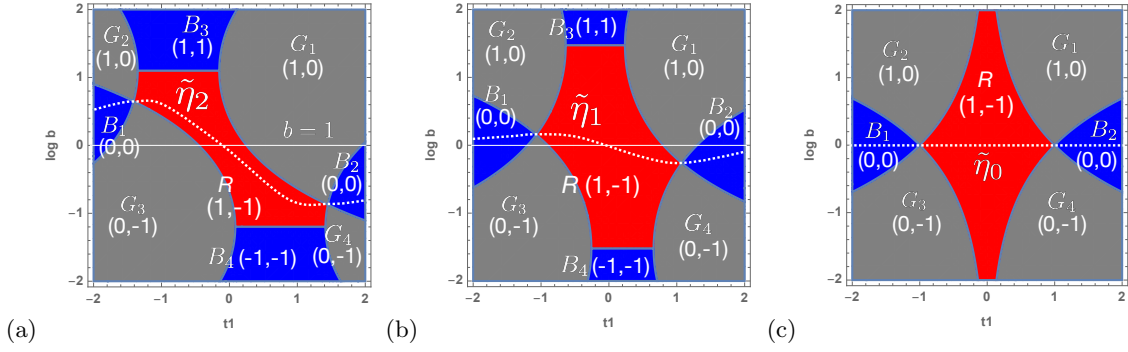 (a)
log b
2
1
0
−1
−2
−2
−1
0
1
2
t1
G₂
(1,0)
B₃
(1,1)
G₁
(1,0)
η̃₂
B₁
(0,0)
b = 1
B₂
(0,0)
R
(1,-1)
G₃
(0,-1)
B₄ (-1,-1)
G₄
(0,-1)
(b)
log b
2
1
0
−1
−2
−2
−1
0
1
2
t1
G₂
(1,0)
B₃ (1,1)
G₁
(1,0)
η̃₁
B₁
(0,0)
B₂
(0,0)
R (1,-1)
G₃
(0,-1)
G₄
(0,-1)
B₄ (-1,-1)
(c)
log b
2
1
0
−1
−2
−2
−1
0
1
2
t1
G₂
(1,0)
G₁
(1,0)
R
(1,-1)
B₁
(0,0)
B₂
(0,0)
η̃₀
G₃
(0,-1)
G₄
(0,-1)